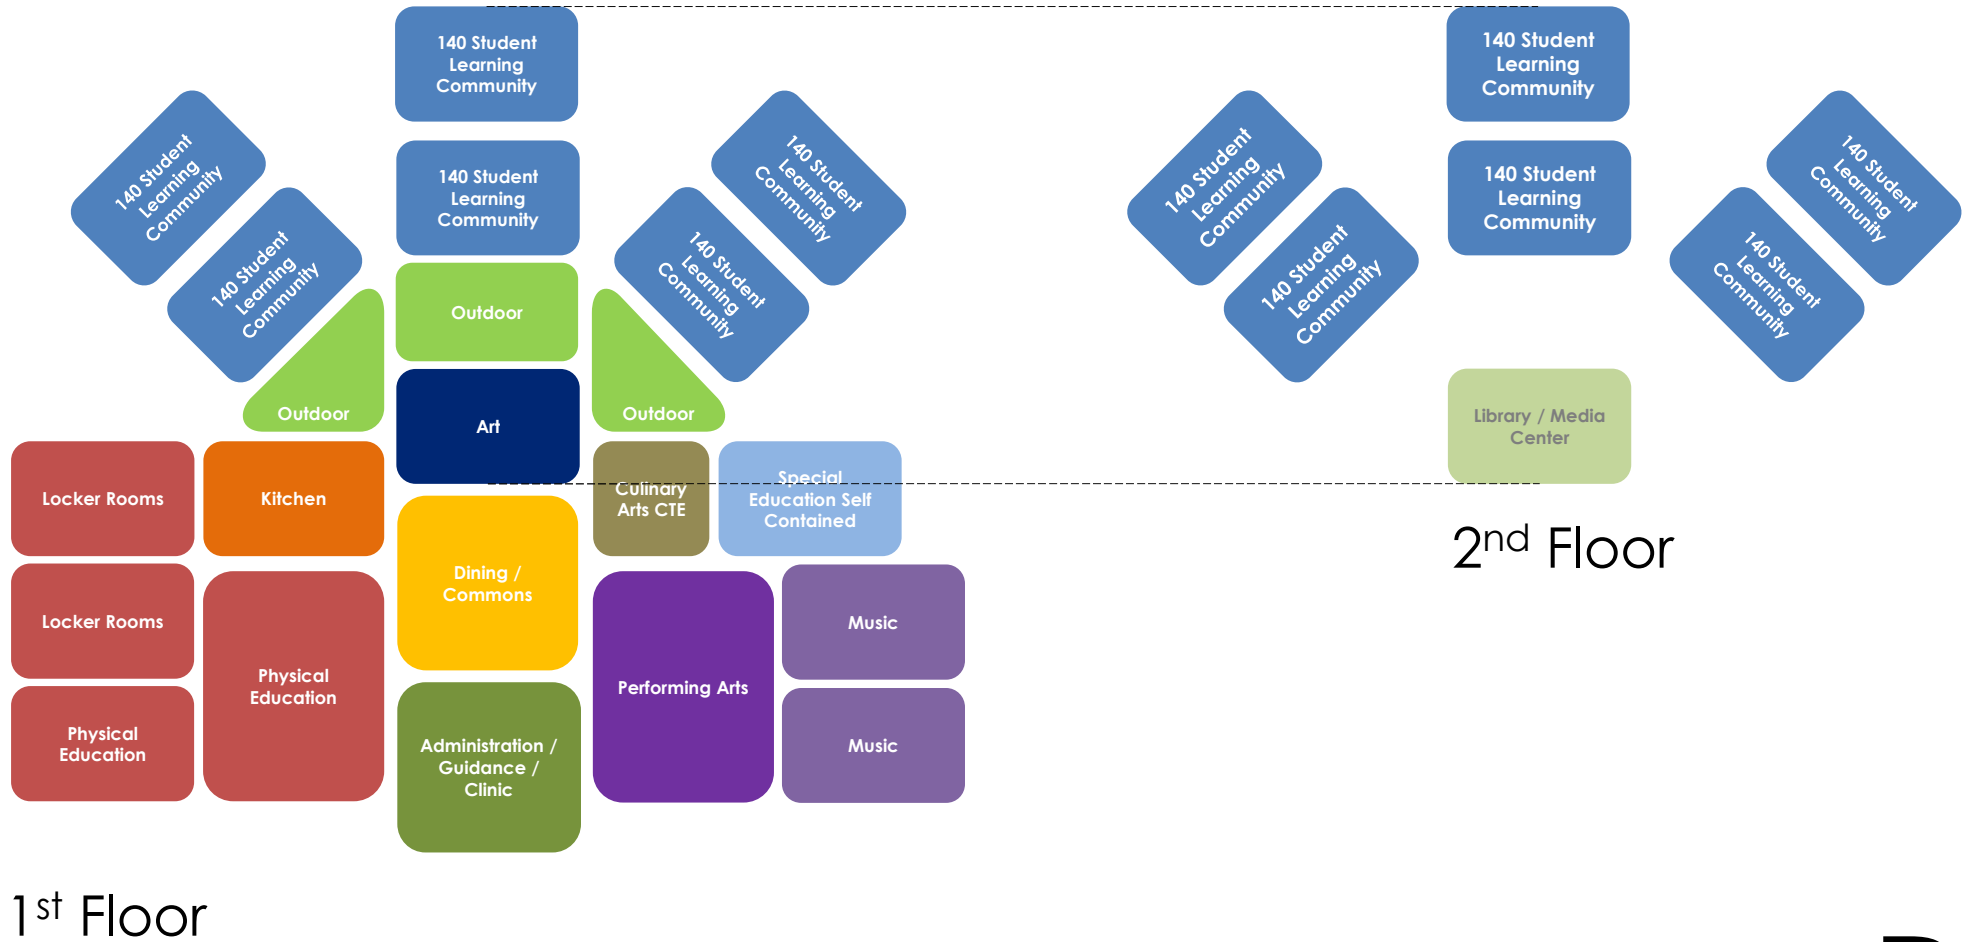 140 Student
Learning
Community
140 Student
Learning
Community
140 Student
Learning
Community
140 Student
Learning
Community
140 Student
Learning
Community
140 Student
Learning
Community
Outdoor
Outdoor
Outdoor
Art
Locker Rooms
Kitchen
Culinary
Arts CTE
Special
Education Self
Contained
Dining /
Commons
Locker Rooms
Physical
Education
Performing Arts
Music
Physical
Education
Administration /
Guidance /
Clinic
Music
1st Floor
140 Student
Learning
Community
140 Student
Learning
Community
140 Student
Learning
Community
140 Student
Learning
Community
140 Student
Learning
Community
140 Student
Learning
Community
Library / Media
Center
2nd Floor